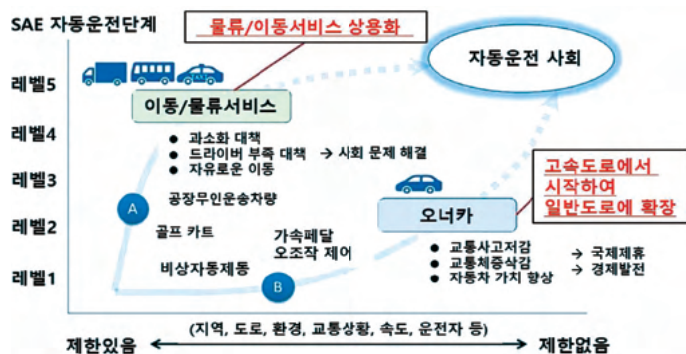 SAE 자동운전단계
물류/이동서비스 상용화
자동운전 사회
레벨5
이동/물류서비스
레벨4
● 과소화 대책
● 드라이버 부족 대책 → 사회 문제 해결
● 자유로운 이동
레벨3
고속도로에서
시작하여
일반도로에 확장
A
공장무인운송차량
오너카
레벨2
골프 카트
가속페달
오조작 제어
● 교통사고저감
● 교통체증삭감
● 자동차 가치 향상
→ 국제제휴
→ 경제발전
레벨1
비상자동제동
B
(지역, 도로, 환경, 교통상황, 속도, 운전자 등)
제한있음
제한없음